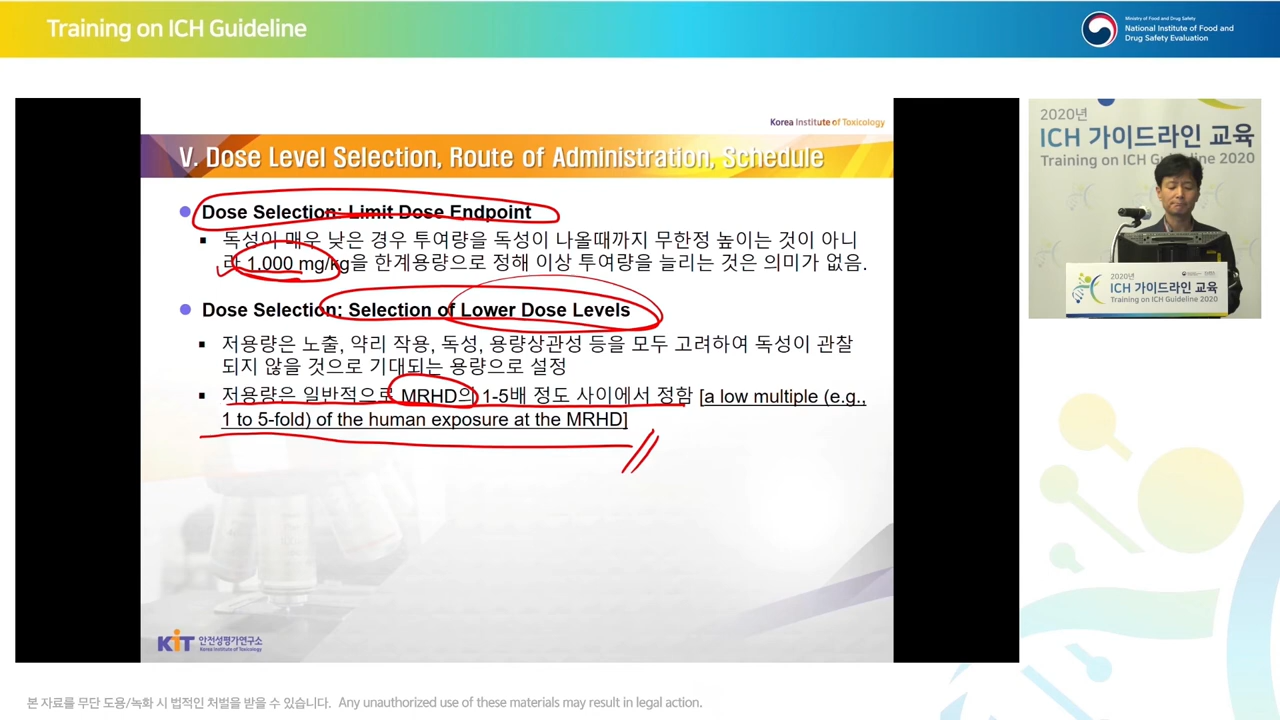 Training on ICH Guideline
Ministry of Food and Drug Safety
National Institute of Food and
Drug Safety Evaluation
Korea Institute of Toxicology
V. Dose Level Selection, Route of Administration, Schedule
Dose Selection: Limit Dose Endpoint
독성이 매우 낮은 경우 투여량을 독성이 나올때까지 무한정 높이는 것이 아니
라 1,000 mg/kg을 한계용량으로 정해 이상 투여량을 늘리는 것은 의미가 없음.
Dose Selection: Selection of Lower Dose Levels
저용량은 노출, 약리 작용, 독성, 용량상관성 등을 모두 고려하여 독성이 관찰
되지 않을 것으로 기대되는 용량으로 설정
저용량은 일반적으로 MRHD의 1-5배 정도 사이에서 정함 [a low multiple (e.g.,
1 to 5-fold) of the human exposure at the MRHD]
KIT 안전성평가연구소
Korea Institute of Toxicology
2020년
ICH 가이드라인 교육
Training on ICH Guideline 2020
2020년
ICH 가이드라인 교육
Training on ICH Guideline 2020
본 자료를 무단 도용/녹화 시 법적인 처벌을 받을 수 있습니다. Any unauthorized use of these materials may result in legal action.